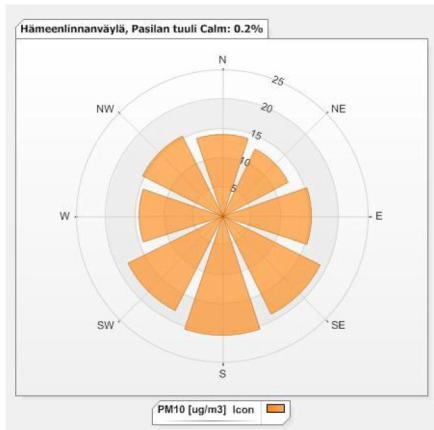 Hämeenlinnanväylä, Pasilan tuuli Calm: 0.2%
N
25
NW
20
NE
15
10
5
W
E
SW
SE
S
PM10 [ug/m3] Icon